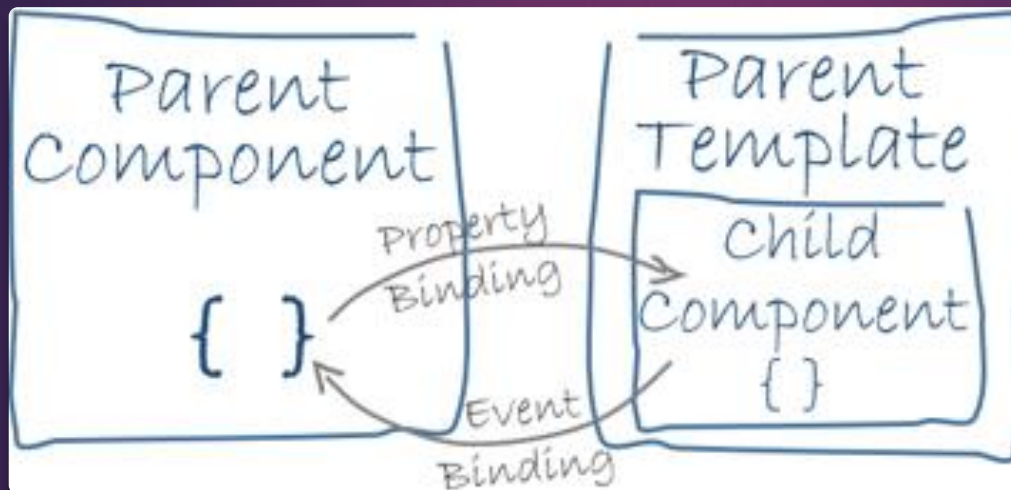 Parent
Component
{ }
Property
Binding
Event
Binding
Parent
Template
Child
Component
{ }